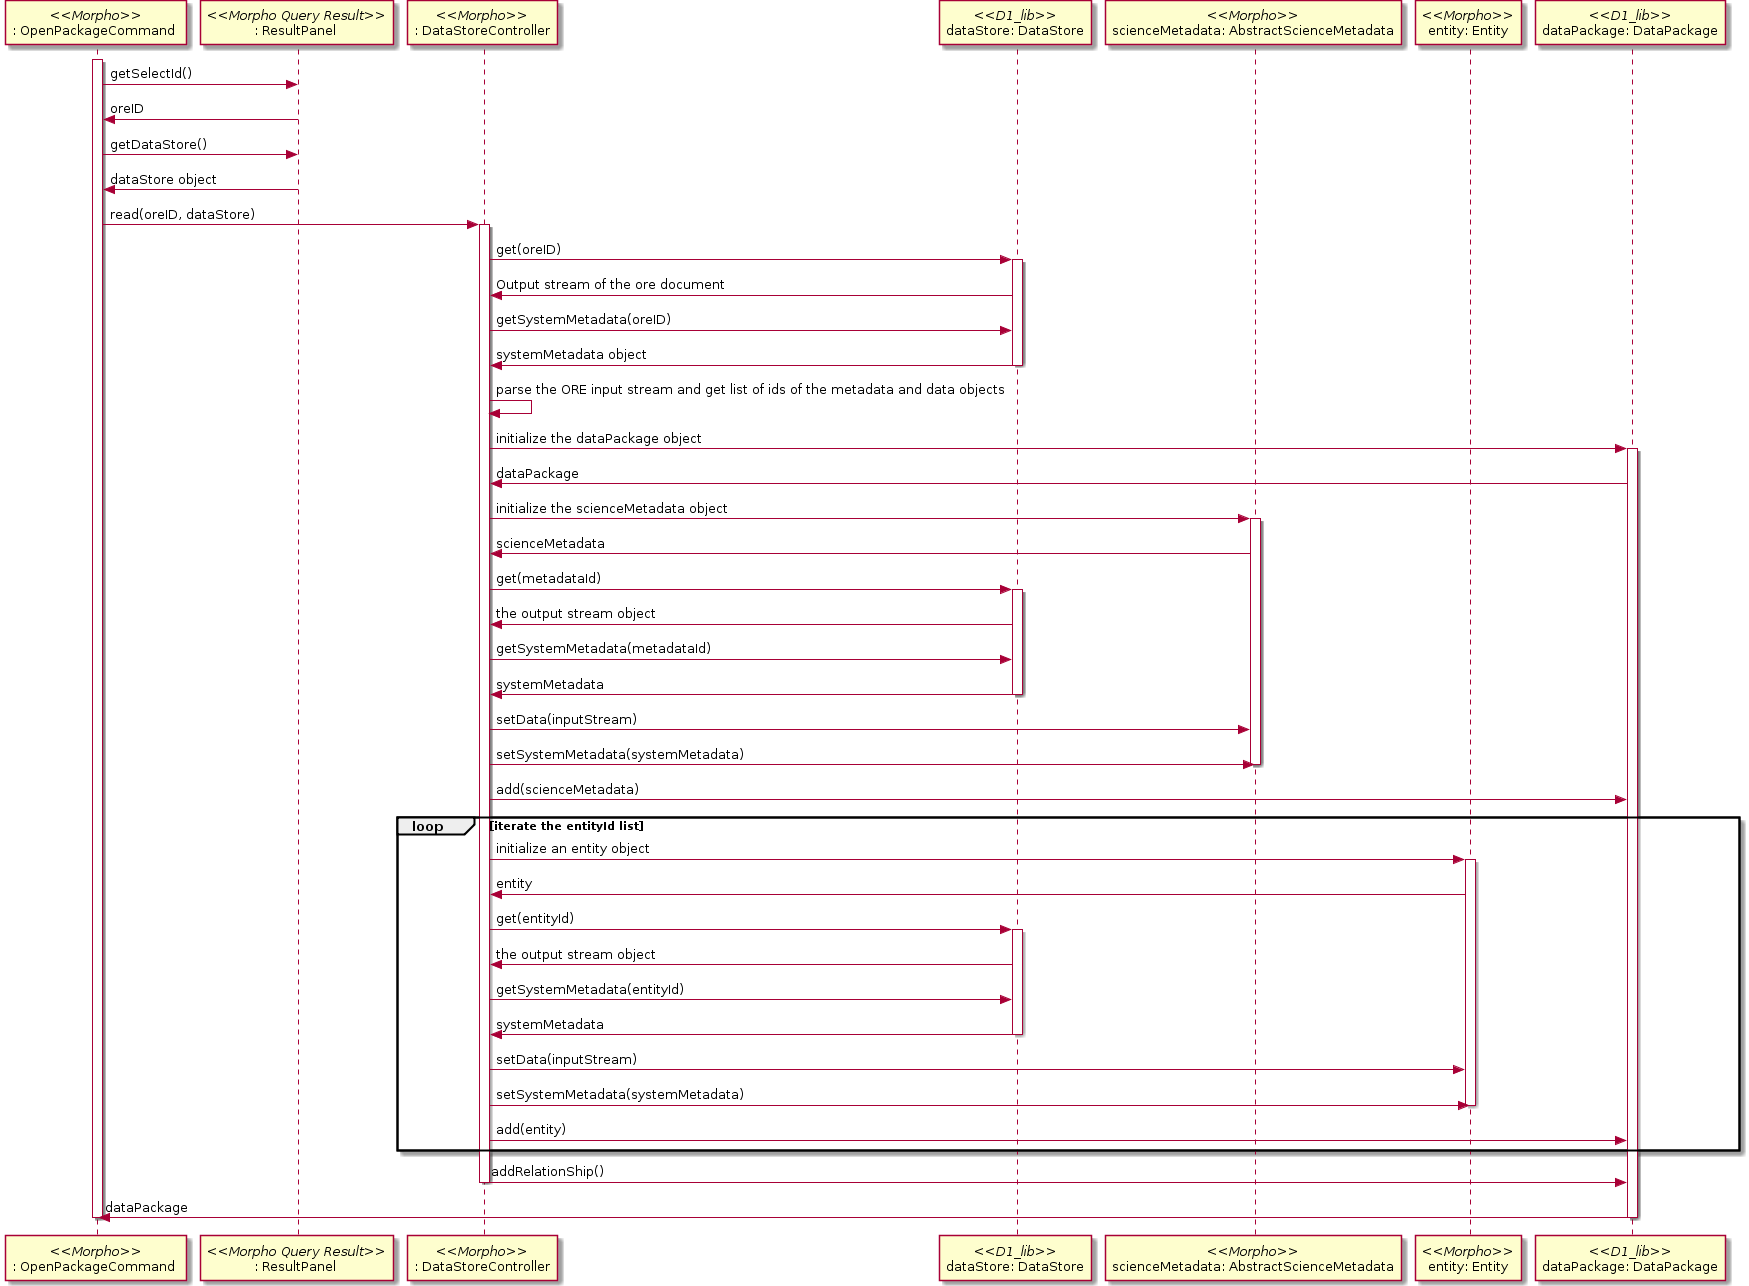 <<Morpho>>
: OpenPackageCommand
<<Morpho Query Result>>
: ResultPanel
<<Morpho>>
: DataStoreController
<<D1_lib>>
dataStore: DataStore
<<Morpho>>
scienceMetadata: AbstractScienceMetadata
<<Morpho>>
entity: Entity
<<D1_lib>>
dataPackage: DataPackage
getSelectId()
oreID
getDataStore()
dataStore object
read(oreID, dataStore)
get(oreID)
Output stream of the ore document
getSystemMetadata(oreID)
systemMetadata object
parse the ORE input stream and get list of ids of the metadata and data objects
initialize the dataPackage object
dataPackage
initialize the scienceMetadata object
scienceMetadata
get(metadataId)
the output stream object
getSystemMetadata(metadataId)
systemMetadata
setData(inputStream)
setSystemMetadata(systemMetadata)
add(scienceMetadata)
loop [iterate the entityId list]
initialize an entity object
entity
get(entityId)
the output stream object
getSystemMetadata(entityId)
systemMetadata
setData(inputStream)
setSystemMetadata(systemMetadata)
add(entity)
addRelationShip()
dataPackage
<<Morpho>>
: OpenPackageCommand
<<Morpho Query Result>>
: ResultPanel
<<Morpho>>
: DataStoreController
<<D1_lib>>
dataStore: DataStore
<<Morpho>>
scienceMetadata: AbstractScienceMetadata
<<Morpho>>
entity: Entity
<<D1_lib>>
dataPackage: DataPackage